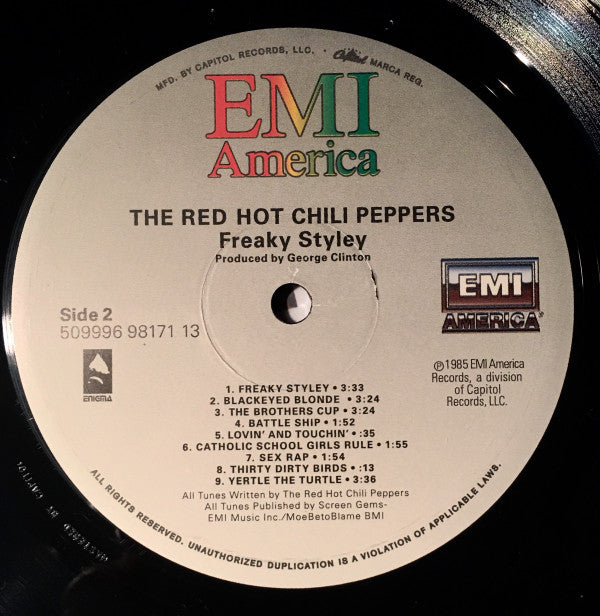 MFD. BY CAPITOL RECORDS, LLC. • Capitol MARCA REG.
EMI
America
THE RED HOT CHILI PEPPERS
Freaky Styley
Produced by George Clinton
Side 2
509996 98171 13
ENIGMA
EMI
AMERICA®
℗1985 EMI America
Records, a division
of Capitol
Records, LLC.
1. FREAKY STYLEY • 3:33
2. BLACKEYED BLONDE • 3:24
3. THE BROTHERS CUP • 3:24
4. BATTLE SHIP • 1:52
5. LOVIN' AND TOUCHIN' • :35
6. CATHOLIC SCHOOL GIRLS RULE • 1:55
7. SEX RAP • 1:54
8. THIRTY DIRTY BIRDS • :13
9. YERTLE THE TURTLE • 3:36
All Tunes Written by The Red Hot Chili Peppers
All Tunes Published by Screen Gems-
EMI Music Inc./MoeBetoBlame BMI
ALL RIGHTS RESERVED. UNAUTHORIZED DUPLICATION IS A VIOLATION OF APPLICABLE LAWS.
MASTERED BY CAPITOL